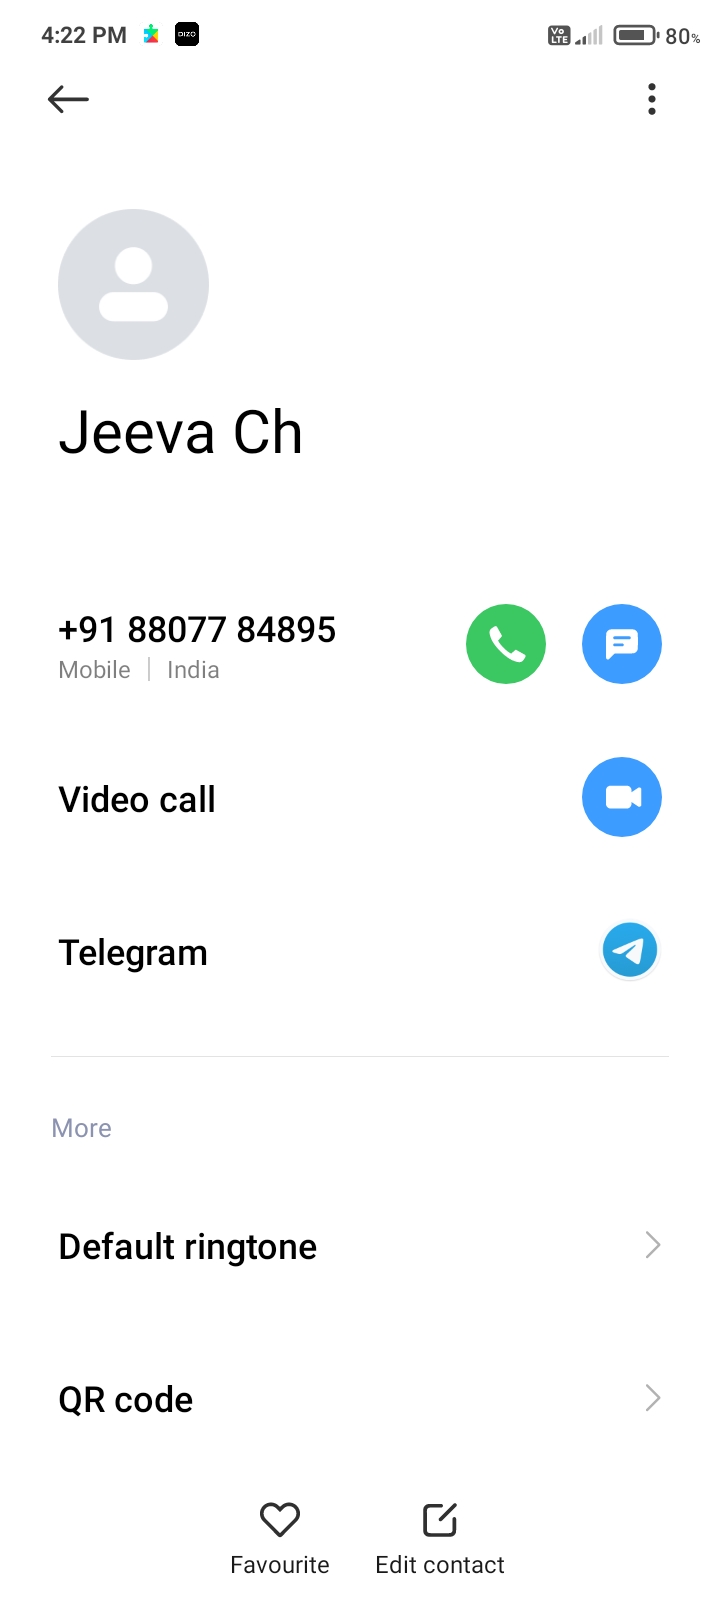 4:22 PM
DIZO
Vo LTE
80%
Jeeva Ch
+91 88077 84895
Mobile | India
Video call
Telegram
More
Default ringtone
QR code
Favourite
Edit contact